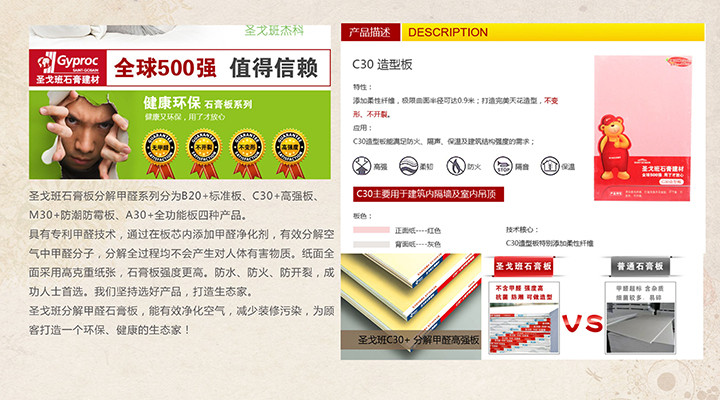 圣戈班杰科
Gyproc
SAINT-GOBAIN
圣戈班石膏建材
全球500强 值得信赖
健康环保 石膏板系列
健康又环保，用了才放心
无甲醛
不开裂
不变形
高强度
圣戈班石膏板分解甲醛系列分为B20+标准板、C30+高强板、
M30+防潮防霉板、A30+全功能板四种产品。
具有专利甲醛技术，通过在板芯内添加甲醛净化剂，有效分解空
气中甲醛分子，分解全过程均不会产生对人体有害物质。纸面全
面采用高克重纸张，石膏板强度更高。防水、防火、防开裂，成
功人士首选。我们坚持选好产品，打造生态家。
圣戈班分解甲醛石膏板，能有效净化空气，减少装修污染，为顾
客打造一个环保、健康的生态家！
产品描述 DESCRIPTION
C30 造型板
特性：
添加柔性纤维，极限曲面半径可达0.9米；打造完美天花造型，不变
形、不开裂。
应用：
C30造型板能满足防火、隔声、保温及建筑结构强度的需求；
高强
柔韧
防火
STOP
隔音
保温
C30主要用于建筑内隔墙及室内吊顶
板色：
正面纸----红色
背面纸----灰色
技术核心：
C30造型板特别添加柔性纤维
圣戈班石膏建材
全球500强 用了才放心
圣戈班C30+ 分解甲醛高强板
圣戈班石膏板
不含甲醛 强度高
抗菌 防潮 可做造型
VS
普通石膏板
甲醛超标 含杂质
细菌较多 易碎